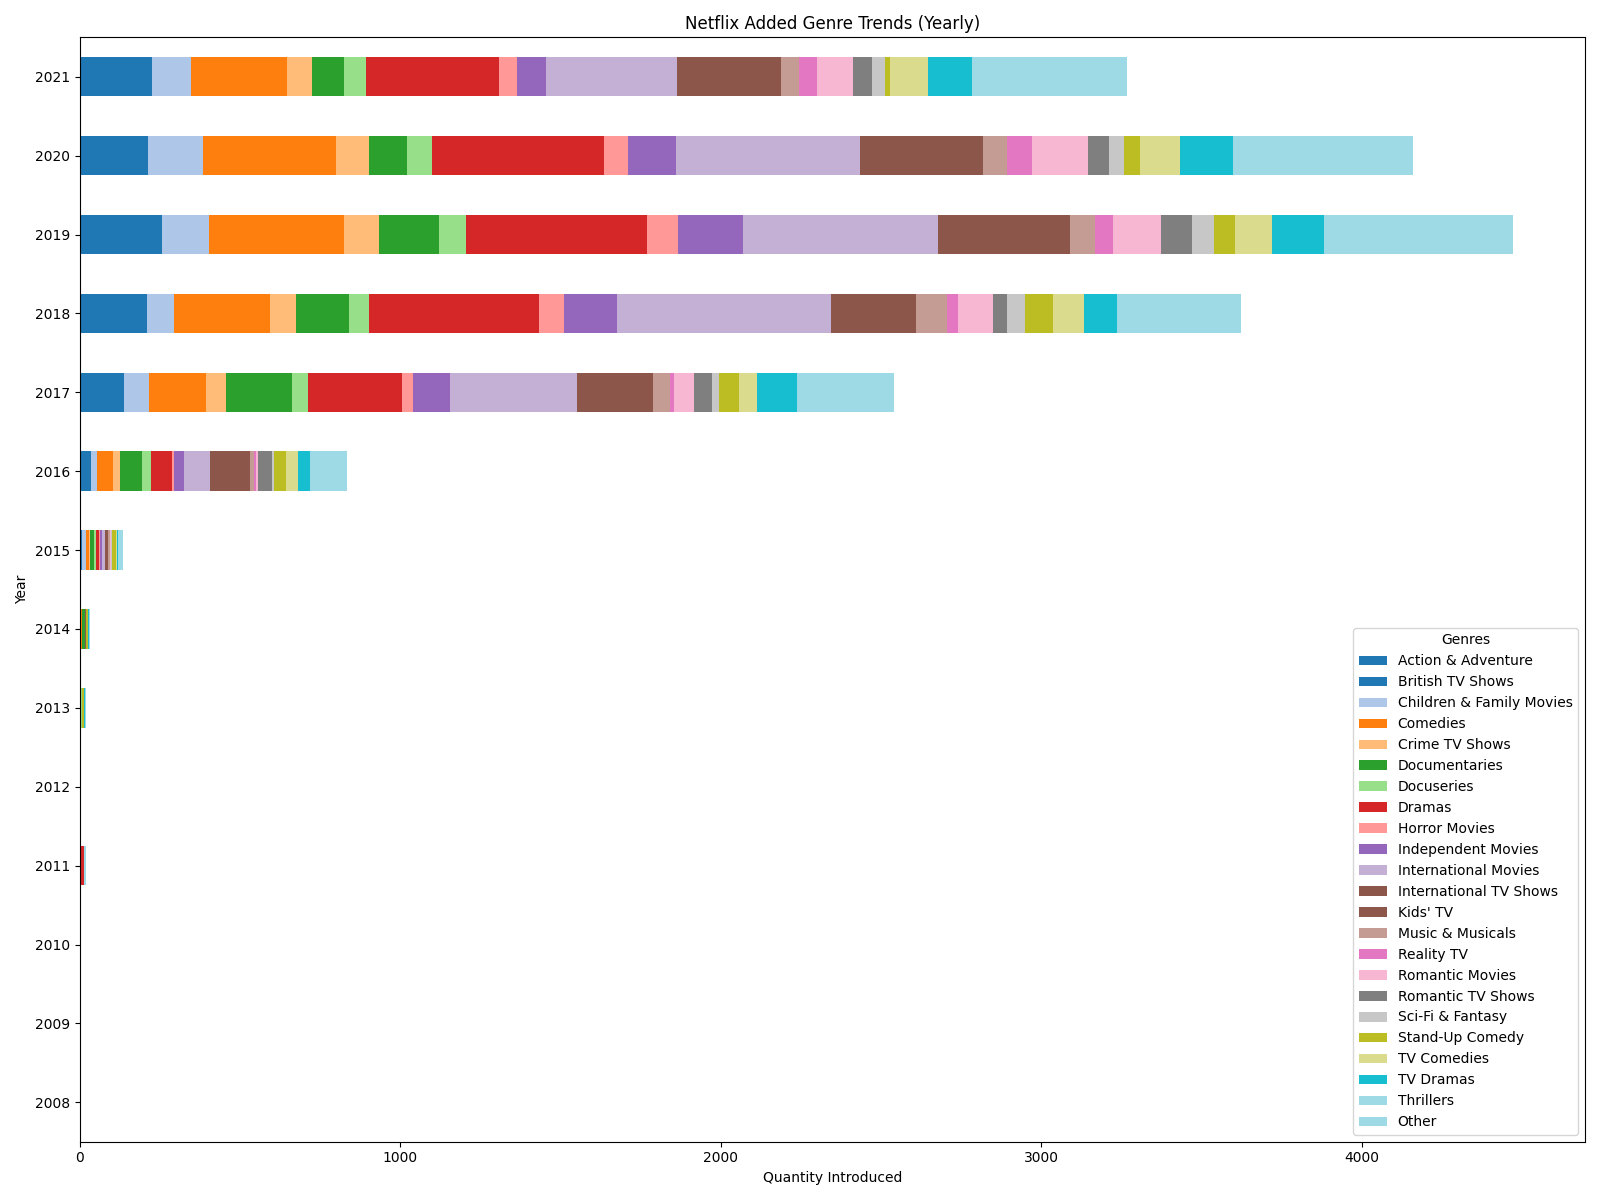 Netflix Added Genre Trends (Yearly)
2021
2020
2019
2018
2017
2016
2015
2014
2013
2012
2011
2010
2009
2008
Year
0 1000 2000 3000 4000
Quantity Introduced
Genres
Action & Adventure
British TV Shows
Children & Family Movies
Comedies
Crime TV Shows
Documentaries
Docuseries
Dramas
Horror Movies
Independent Movies
International Movies
International TV Shows
Kids' TV
Music & Musicals
Reality TV
Romantic Movies
Romantic TV Shows
Sci-Fi & Fantasy
Stand-Up Comedy
TV Comedies
TV Dramas
Thrillers
Other